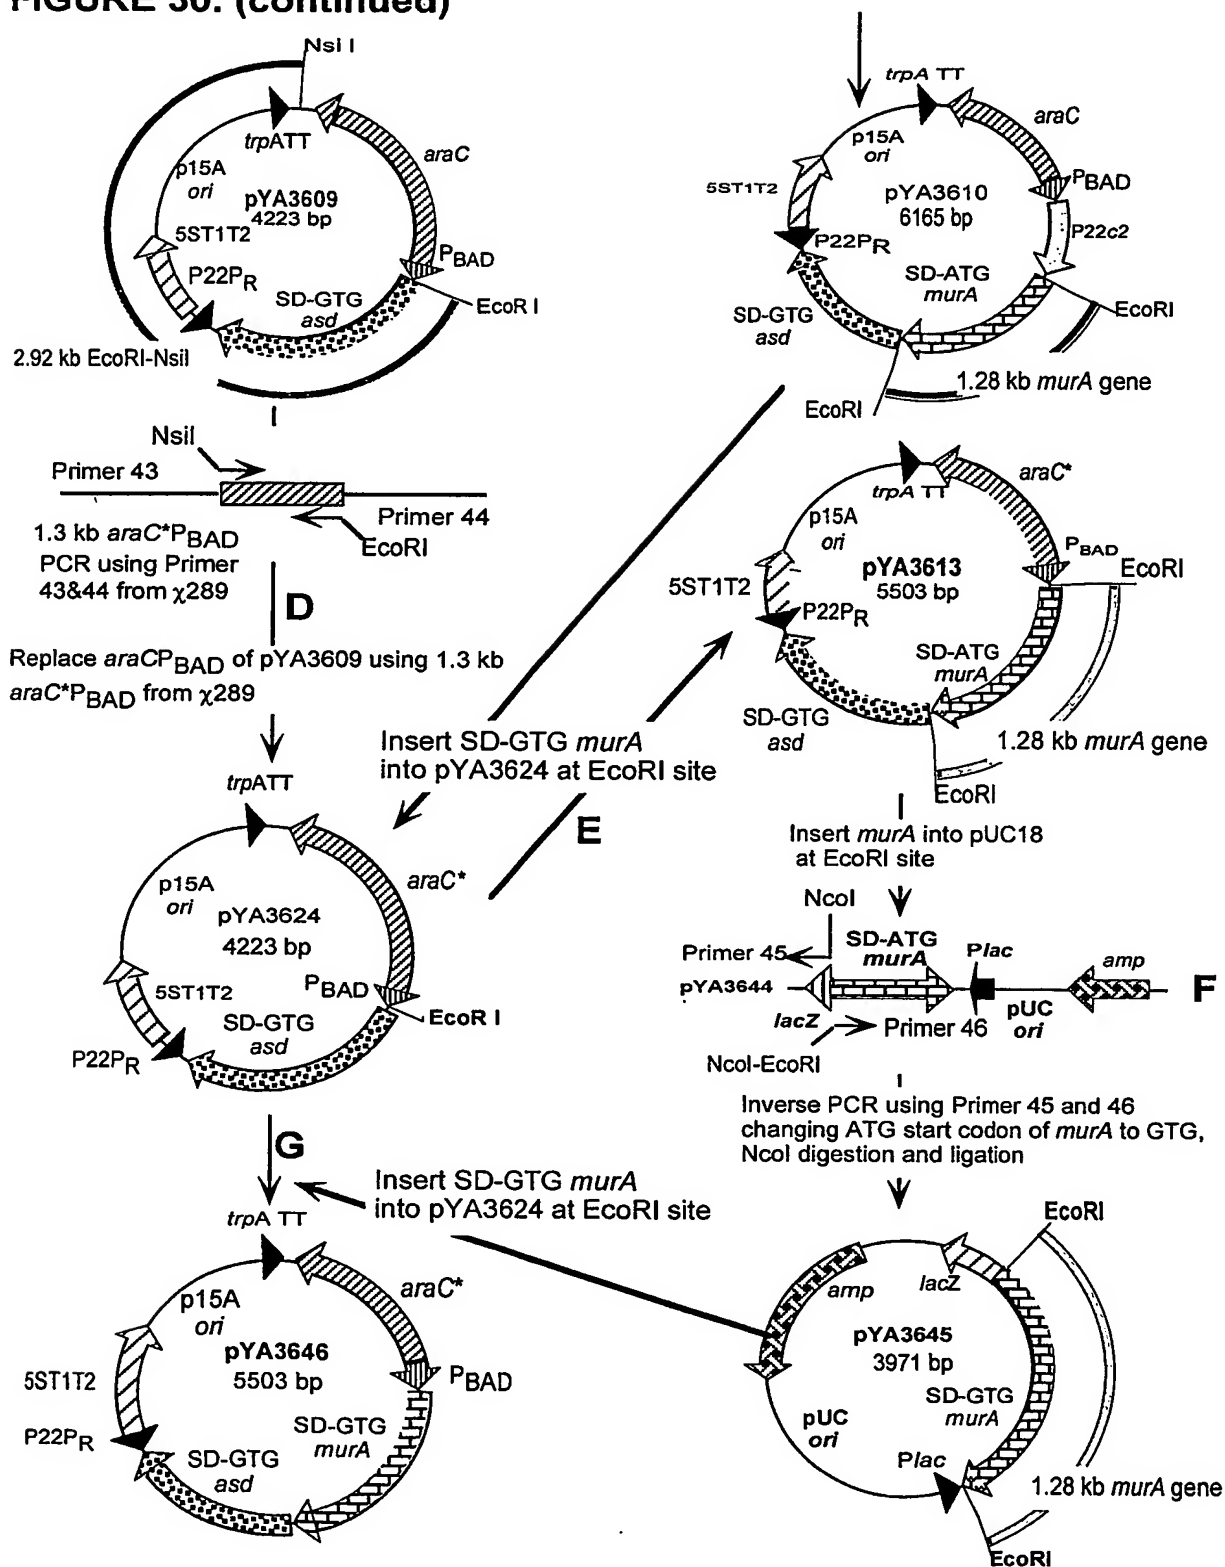 FIGURE 30. (continued)
Nsi I
trpATT
araC
p15A
ori
pYA3609
4223 bp
5ST1T2
P22PR
PBAD
SD-GTG
asd
EcoR I
2.92 kb EcoRI-NsiI
NsiI
Primer 43
Primer 44
EcoRI
1.3 kb araC*PBAD
PCR using Primer
43&44 from χ289
D
Replace araCPBAD of pYA3609 using 1.3 kb
araC*PBAD from χ289
trpATT
araC*
p15A
ori
pYA3624
4223 bp
PBAD
5ST1T2
EcoR I
SD-GTG
asd
P22PR
G
Insert SD-GTG murA
into pYA3624 at EcoRI site
trpA TT
araC*
p15A
ori
pYA3646
5503 bp
5ST1T2
PBAD
P22PR
SD-GTG
murA
SD-GTG
asd
Insert SD-GTG murA
into pYA3624 at EcoRI site
E
trpA TT
araC
p15A
ori
5ST1T2
pYA3610
6165 bp
PBAD
P22c2
P22PR
SD-ATG
murA
SD-GTG
asd
EcoRI
1.28 kb murA gene
EcoRI
araC*
trpA TT
p15A
ori
PBAD
EcoRI
pYA3613
5503 bp
5ST1T2
P22PR
SD-ATG
murA
SD-GTG
asd
1.28 kb murA gene
EcoRI
Insert murA into pUC18
at EcoRI site
NcoI
Primer 45
SD-ATG
murA
Plac
amp
pYA3644
F
lacZ
Primer 46
pUC
ori
NcoI-EcoRI
Inverse PCR using Primer 45 and 46
changing ATG start codon of murA to GTG,
NcoI digestion and ligation
EcoRI
amp
lacZ
pYA3645
3971 bp
SD-GTG
murA
pUC
ori
Plac
1.28 kb murA gene
EcoRI